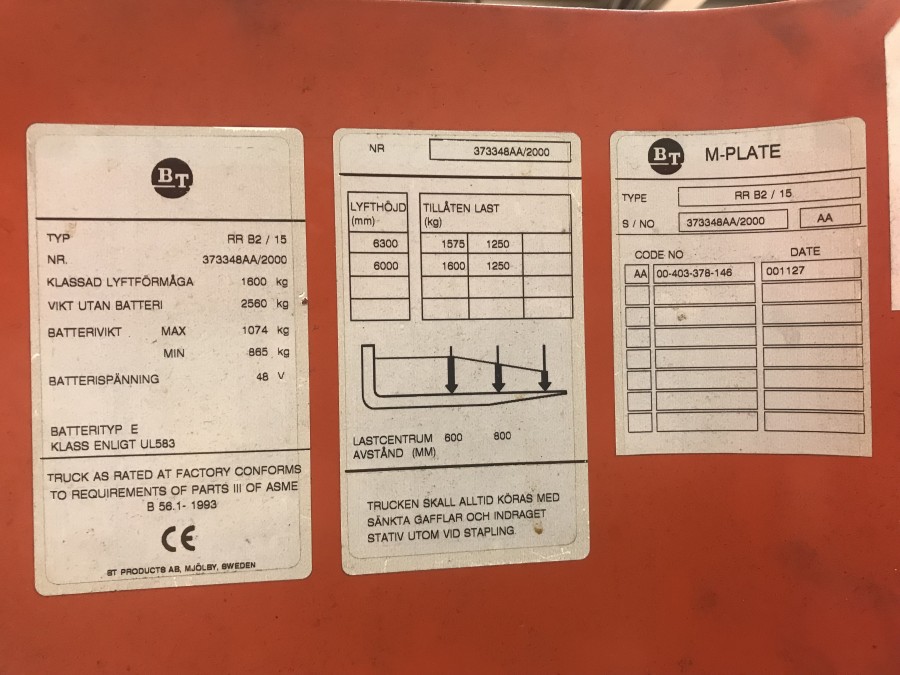 BT
TYP RR B2 / 15
NR. 373348AA/2000
KLASSAD LYFTFÖRMÅGA 1600 kg
VIKT UTAN BATTERI 2560 kg
BATTERIVIKT MAX 1074 kg
MIN 865 kg
BATTERISPÄNNING 48 V
BATTERITYP E
KLASS ENLIGT UL583
TRUCK AS RATED AT FACTORY CONFORMS
TO REQUIREMENTS OF PARTS III OF ASME
B 56.1- 1993
CE
BT PRODUCTS AB, MJÖLBY, SWEDEN
NR 373348AA/2000
LYFTHÖJD TILLÅTEN LAST
(mm) (kg)
6300 1575 1250
6000 1600 1250
LASTCENTRUM 600 800
AVSTÅND (MM)
TRUCKEN SKALL ALLTID KÖRAS MED
SÄNKTA GAFFLAR OCH INDRAGET
STATIV UTOM VID STAPLING
BT M-PLATE
TYPE RR B2 / 15
S / NO 373348AA/2000 AA
CODE NO DATE
AA 00-403-378-146 001127